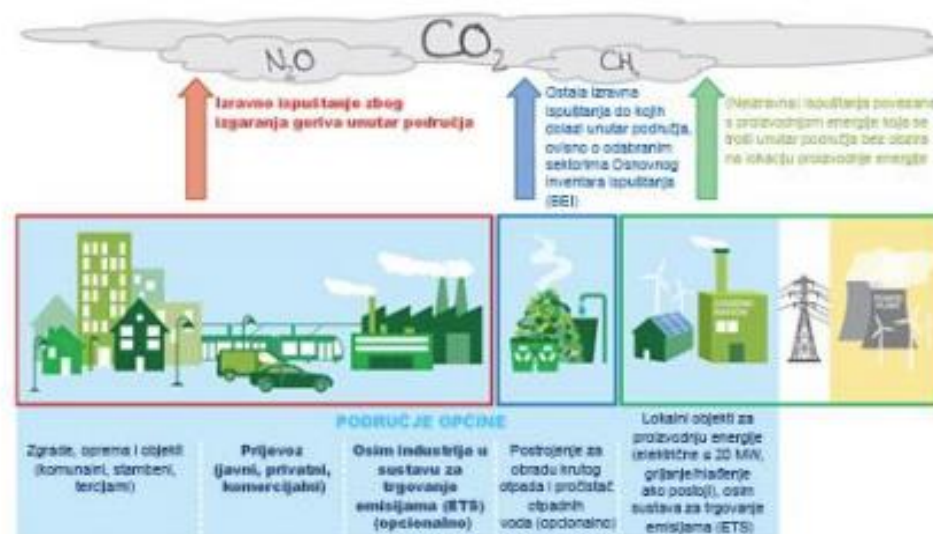 CO₂
N₂O
CH₄
Izravno ispuštanje zbog
izgaranja goriva unutar područja
Ostala izravna
ispuštanja do kojih
dolazi unutar područja,
ovisno o odabranim
sektorima Osnovnog
inventara ispuštanja
(BEI)
(Neizravna) ispuštanja povezana
s proizvodnjom energije koja se
troši unutar područja bez obzira
na lokaciju proizvodnje energije
PODRUČJE OPĆINE
Zgrade, oprema i objekti
(komunalni, stambeni,
tercijarni)
Prijevoz
(javni, privatni,
komercijalni)
Osim industrija u
sustavu za
trgovanje
emisijama (ETS)
(opcionalno)
Postrojenje za
obradu krutog
otpada i pročistač
otpadnih
voda (opcionalno)
Lokalni objekti za
proizvodnju energije
(električne ≤ 20 MW,
grijanje/hlađenje
ako postoji), osim
sustava za trgovanje
emisijama (ETS)